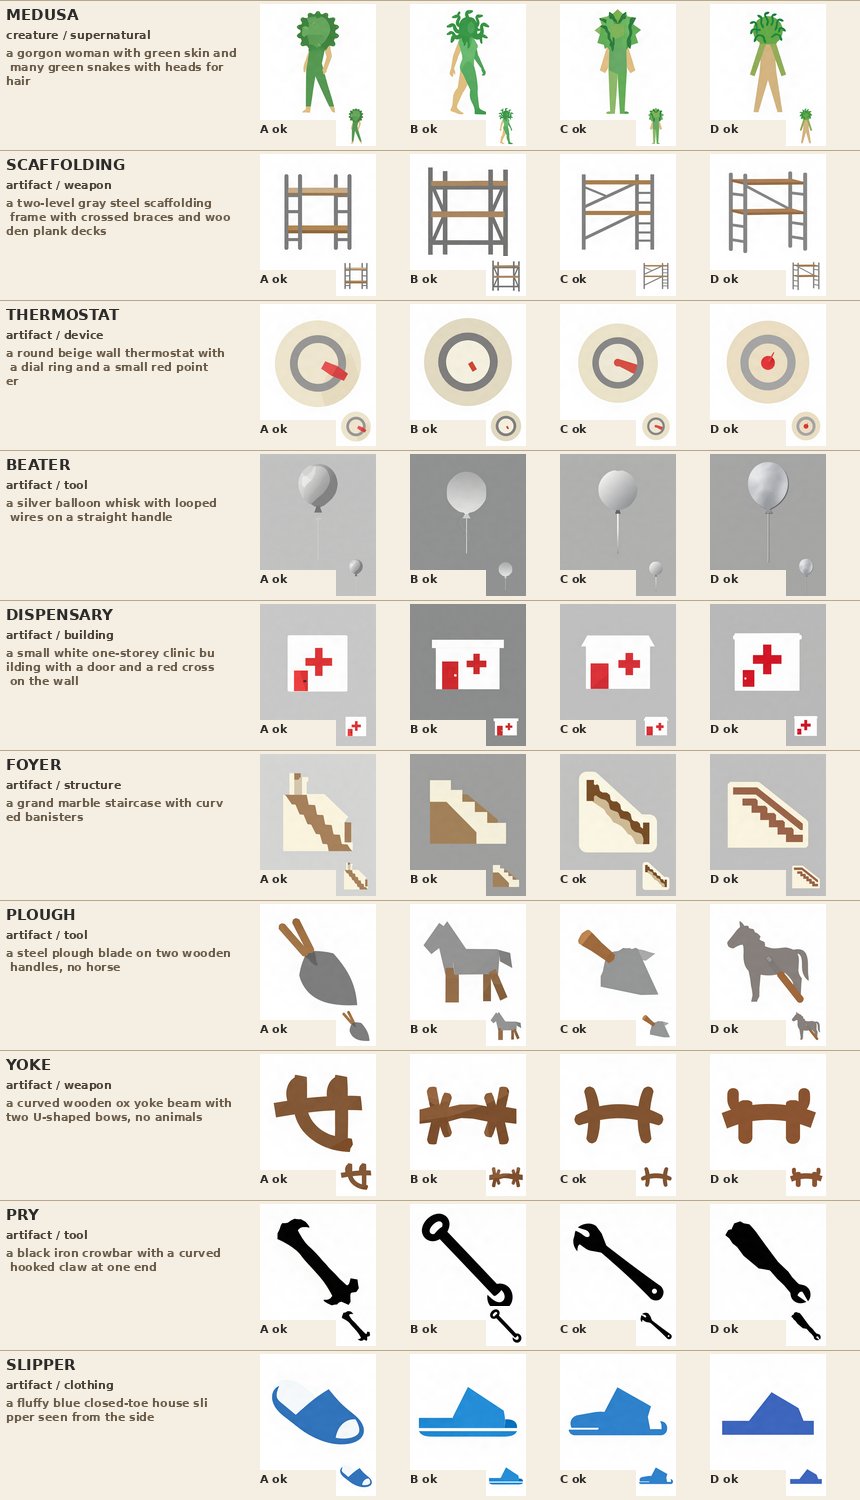 MEDUSA
creature / supernatural
a gorgon woman with green skin and
many green snakes with heads for
hair
A ok
B ok
C ok
D ok
SCAFFOLDING
artifact / weapon
a two-level gray steel scaffolding
frame with crossed braces and woo
den plank decks
A ok
B ok
C ok
D ok
THERMOSTAT
artifact / device
a round beige wall thermostat with
a dial ring and a small red point
er
A ok
B ok
C ok
D ok
BEATER
artifact / tool
a silver balloon whisk with looped
wires on a straight handle
A ok
B ok
C ok
D ok
DISPENSARY
artifact / building
a small white one-storey clinic bu
ilding with a door and a red cross
on the wall
A ok
B ok
C ok
D ok
FOYER
artifact / structure
a grand marble staircase with curv
ed banisters
A ok
B ok
C ok
D ok
PLOUGH
artifact / tool
a steel plough blade on two wooden
handles, no horse
A ok
B ok
C ok
D ok
YOKE
artifact / weapon
a curved wooden ox yoke beam with
two U-shaped bows, no animals
A ok
B ok
C ok
D ok
PRY
artifact / tool
a black iron crowbar with a curved
hooked claw at one end
A ok
B ok
C ok
D ok
SLIPPER
artifact / clothing
a fluffy blue closed-toe house sli
pper seen from the side
A ok
B ok
C ok
D ok